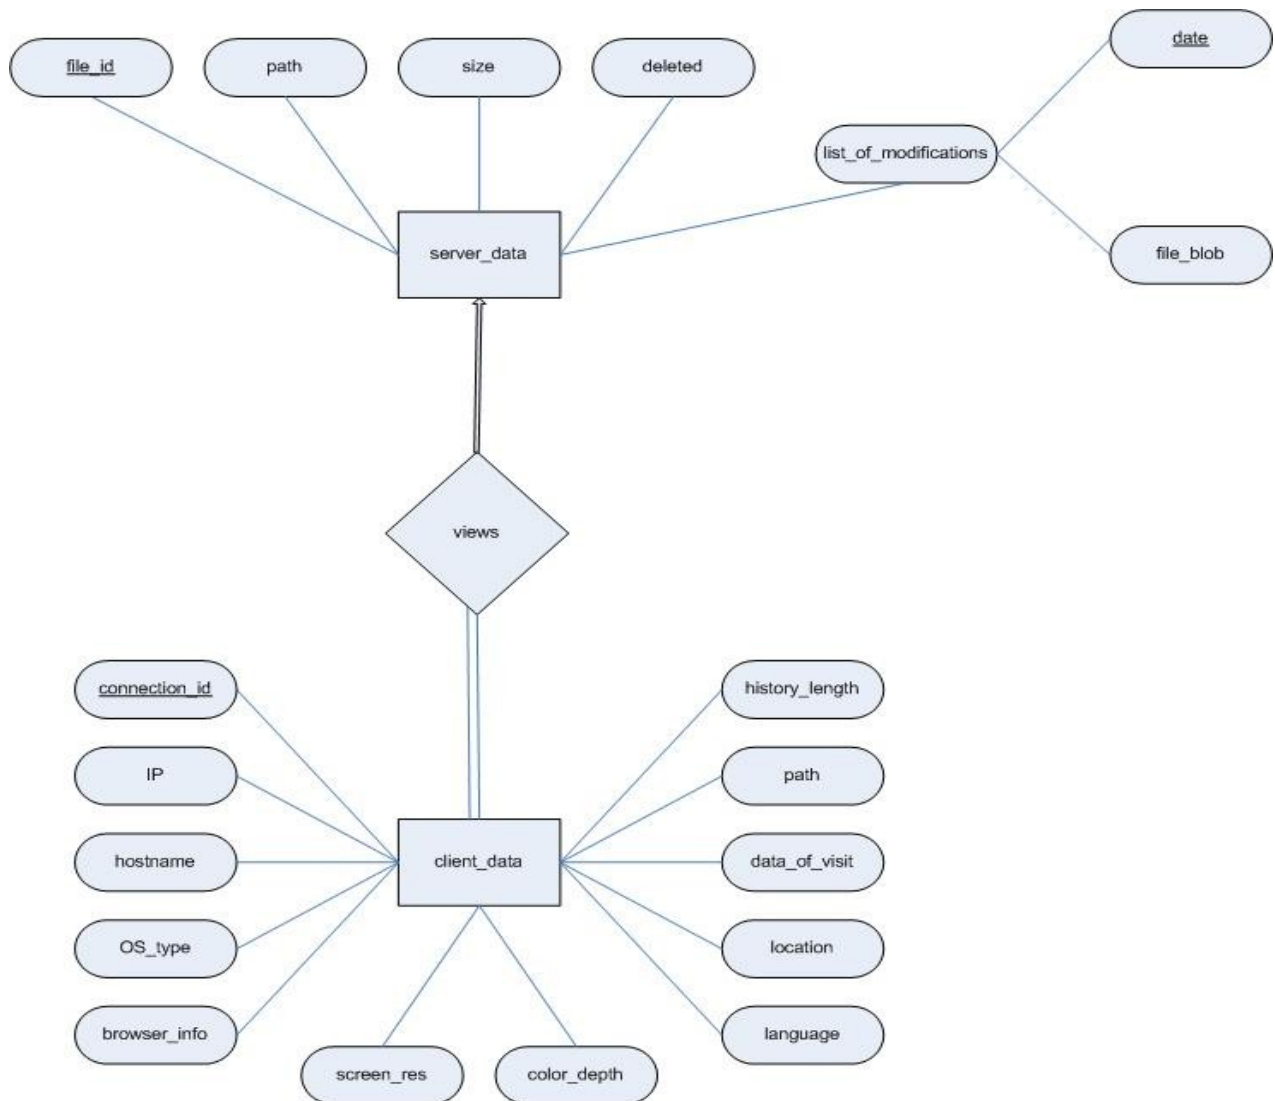 file_id
path
size
deleted
date
list_of_modifications
file_blob
server_data
views
connection_id
IP
hostname
OS_type
browser_info
client_data
screen_res
color_depth
history_length
path
data_of_visit
location
language